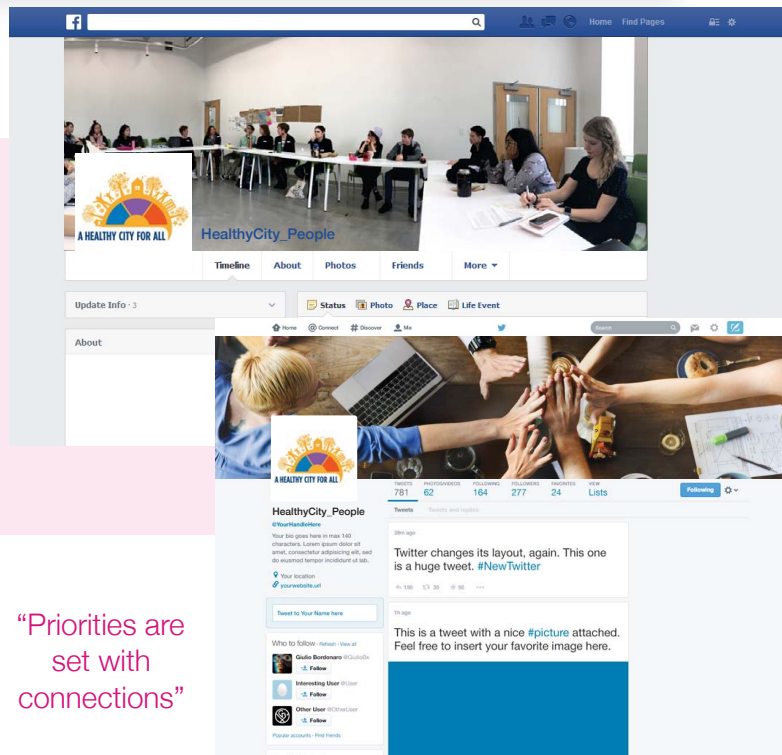 f
Home Find Pages
A HEALTHY CITY FOR ALL
HealthyCity_People
Timeline About Photos Friends More
Update Info · 3
Status Photo Place Life Event
About
Home Connect Discover Me
Search
A HEALTHY CITY FOR ALL
TWEETS PHOTOS/VIDEOS FOLLOWING FOLLOWERS FAVORITES VIEW
781 62 164 277 24 Lists
Following
HealthyCity_People
@YourHandleHere
Your bio goes here in max 140
characters. Lorem ipsum dolor sit
amet, consectetur adipisicing elit, sed
do eiusmod tempor incididunt ut lab.
Your location
yourwebsite.url
Tweet to Your Name here
Who to follow · Refresh · View all
Giulio Bordonaro @GiulioDx
Follow
Interesting User @User
Follow
Other User @OtherUser
Follow
Popular accounts · Find friends
Tweets Tweets and replies
Twitter changes its layout, again. This one
is a huge tweet. #NewTwitter
1h ago
This is a tweet with a nice #picture attached.
Feel free to insert your favorite image here.
“Priorities are
set with
connections”